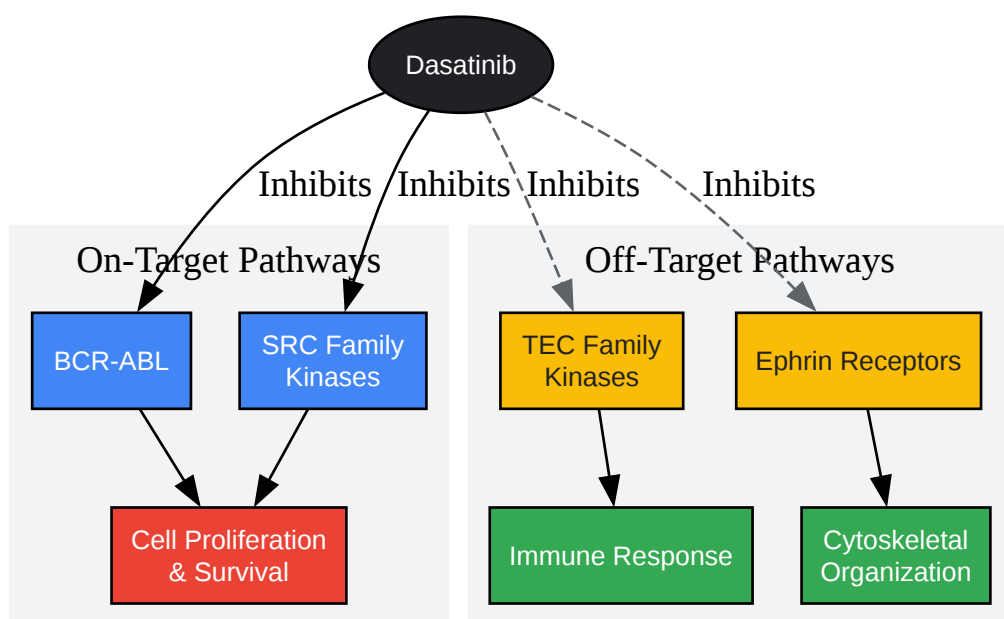 Dasatinib
Inhibits
Inhibits
Inhibits
Inhibits
On-Target Pathways
Off-Target Pathways
BCR-ABL
SRC Family
Kinases
TEC Family
Kinases
Ephrin Receptors
Cell Proliferation
& Survival
Immune Response
Cytoskeletal
Organization